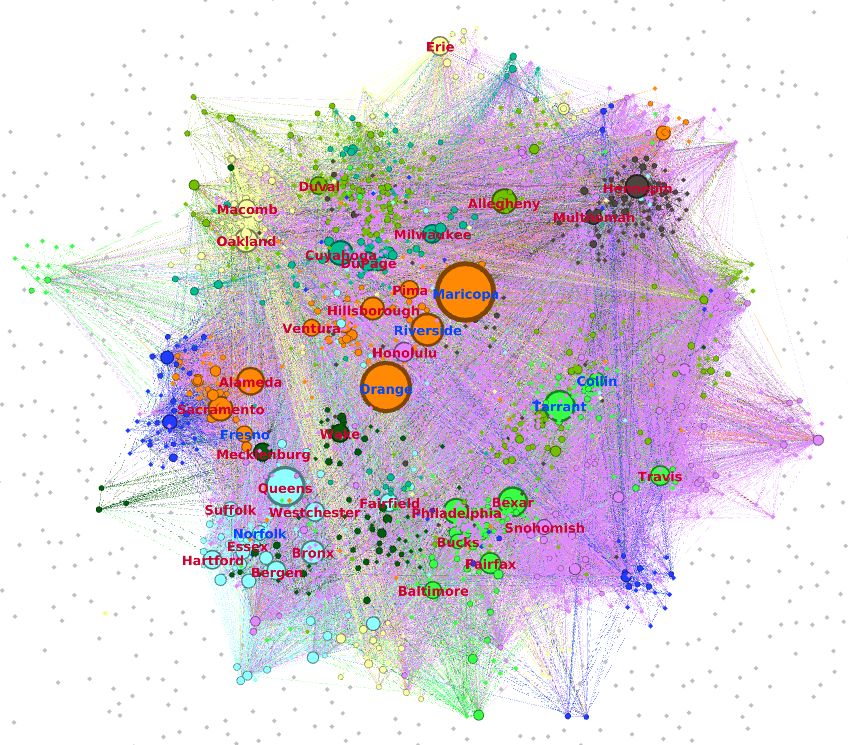 Erie
Duval
Hennepin
Allegheny
Macomb
Multnomah
Milwaukee
Oakland
Cuyahoga
DuPage
Pima
Maricopa
Hillsborough
Ventura
Riverside
Honolulu
Alameda
Collin
Orange
Tarrant
Sacramento
Fresno
Wake
Mecklenburg
Travis
Queens
Fairfield
Bexar
Suffolk
Westchester
Philadelphia
Snohomish
Norfolk
Bucks
Essex
Bronx
Hartford
Fairfax
Bergen
Baltimore